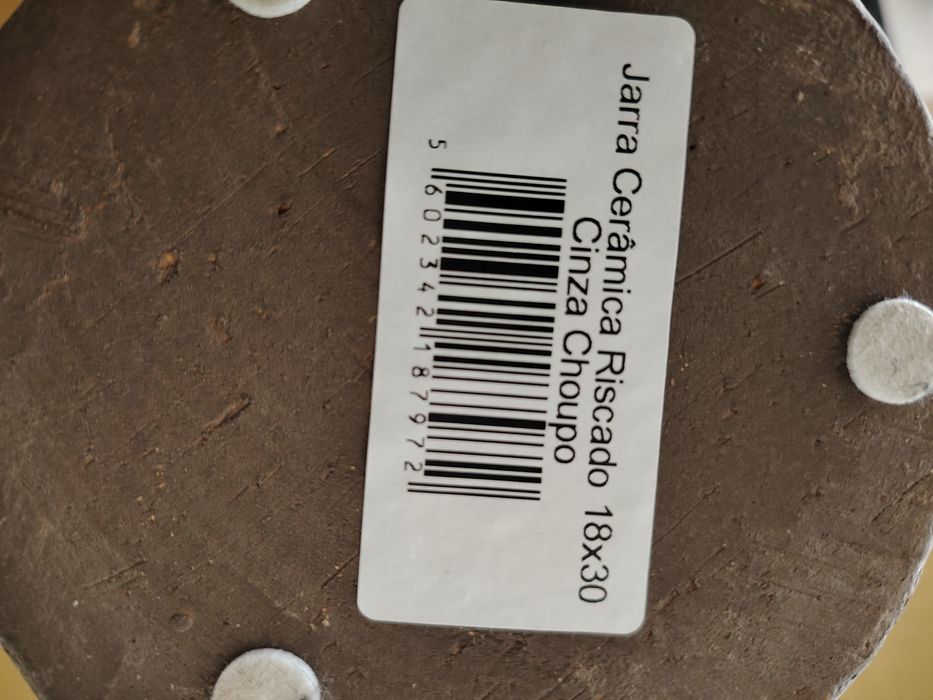 Jarra Cerâmica Riscado 18x30
Cinza Choupo
5 602342 187972